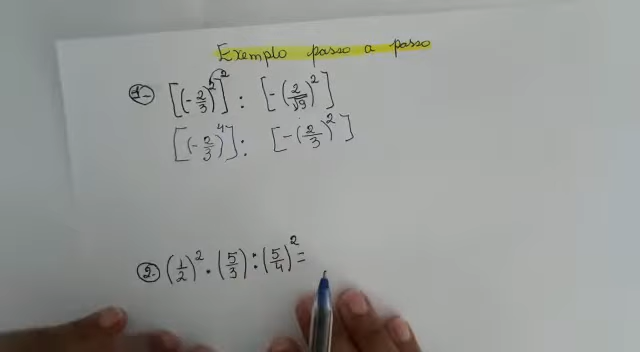 Exemplo passo a passo
1- [(-2/3)²]² : [-(2/√9)²]
[(-2/3)⁴] : [-(2/3)²]
2- (1/2)² . (5/3) : (5/4)² =